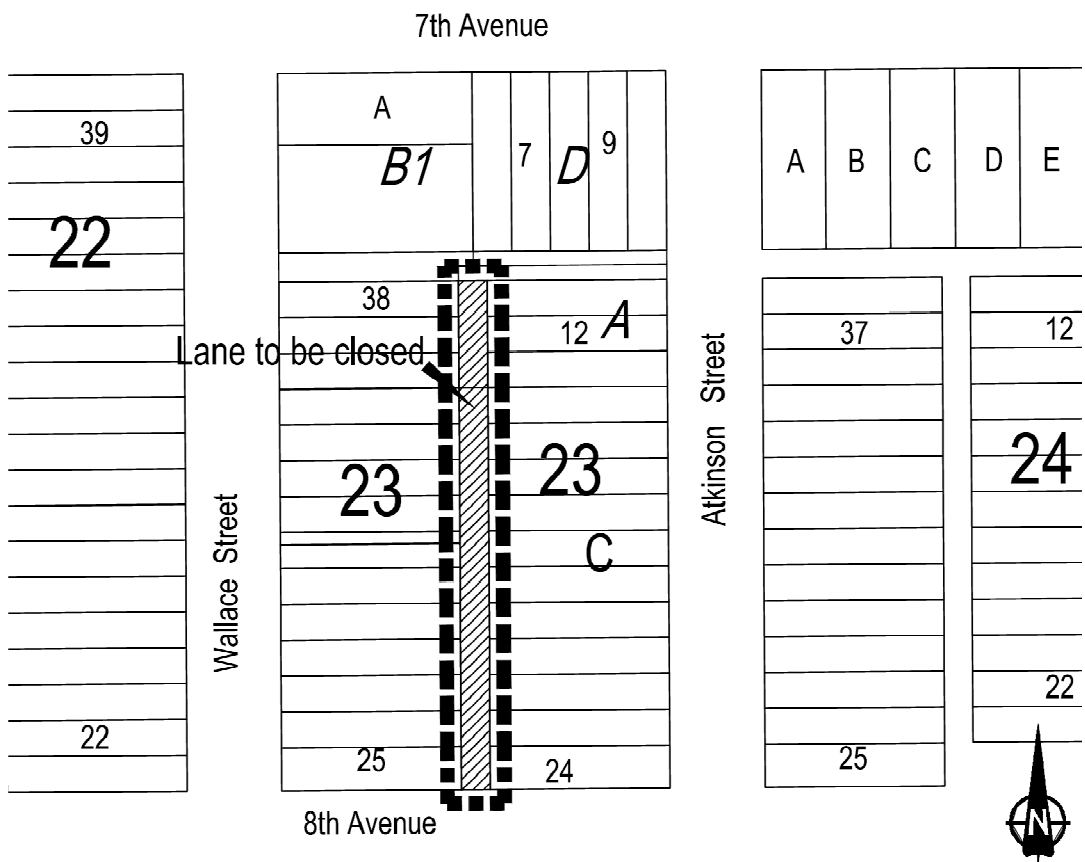 7th Avenue
A
39
B1
7
D
9
A
B
C
D
E
22
38
12
A
37
12
Lane to be closed
Atkinson Street
23
23
24
Wallace Street
C
22
22
25
24
25
8th Avenue
N